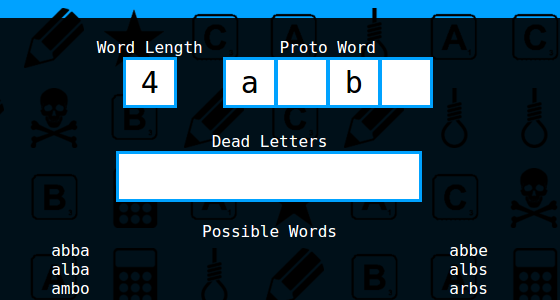 Word Length Proto Word
4 a b
Dead Letters
Possible Words
abba abbe
alba albs
ambo arbs